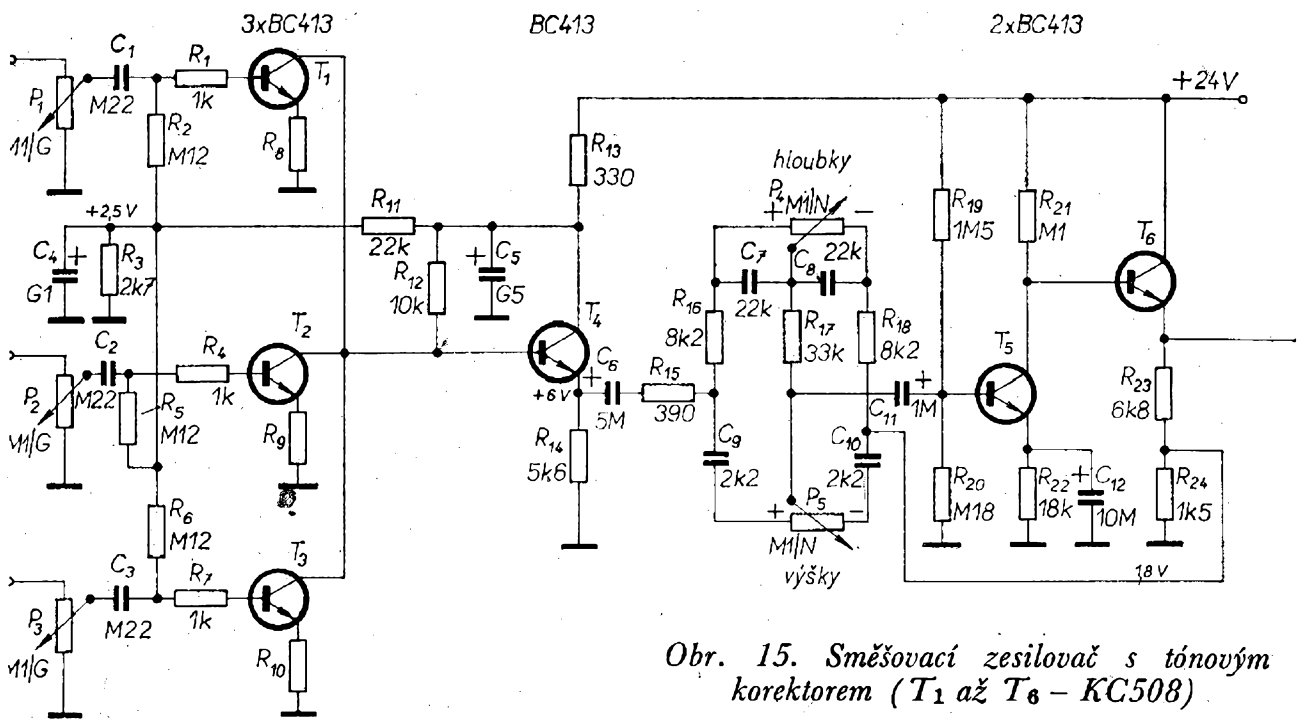 3xBC413
BC413
2xBC413
+24V
C1
M22
R1
1k
T1
P1
M1/G
R2
M12
R8
R13
330
hloubky
P4
M1/N
+
−
R19
1M5
R21
M1
T6
+2,5V
R11
22k
C4
+
G1
R3
2k7
R12
10k
+
C5
G5
C7
22k
C8
22k
R16
8k2
R17
33k
R18
8k2
T4
T2
C2
M22
R4
1k
P2
M1/G
R5
M12
R9
+6V
+
C6
5M
R15
390
C11
+
1M
T5
R23
6k8
R14
5k6
C9
2k2
C10
2k2
R20
M18
R22
18k
+
C12
10M
R24
1k5
P5
+
−
M1/N
výšky
1,8V
R6
M12
C3
M22
R7
1k
T3
P3
M1/G
R10
Obr. 15. Směšovací zesilovač s tónovým
korektorem (T1 až T6 – KC508)